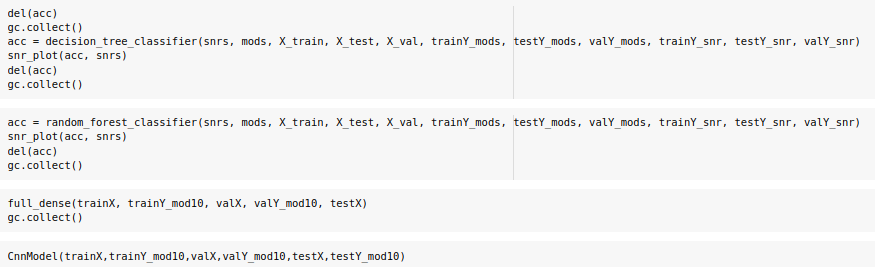 del(acc)
gc.collect()
acc = decision_tree_classifier(snrs, mods, X_train, X_test, X_val, trainY_mods, testY_mods, valY_mods, trainY_snr, testY_snr, valY_snr)
snr_plot(acc, snrs)
del(acc)
gc.collect()
acc = random_forest_classifier(snrs, mods, X_train, X_test, X_val, trainY_mods, testY_mods, valY_mods, trainY_snr, testY_snr, valY_snr)
snr_plot(acc, snrs)
del(acc)
gc.collect()
full_dense(trainX, trainY_mod10, valX, valY_mod10, testX)
gc.collect()
CnnModel(trainX,trainY_mod10,valX,valY_mod10,testX,testY_mod10)